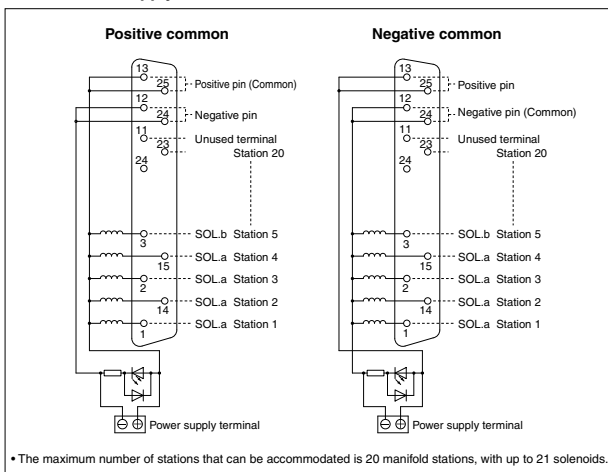 Positive common Negative common
13
25
Positive pin (Common)
12
24
Negative pin
11
Unused terminal
23
Station 20
24
SOL.b Station 5
3
SOL.a Station 4
15
SOL.a Station 3
2
SOL.a Station 2
14
SOL.a Station 1
1
⊖ ⊕ Power supply terminal
13
25
Positive pin
12
24
Negative pin (Common)
11
Unused terminal
23
Station 20
24
SOL.b Station 5
3
SOL.a Station 4
15
SOL.a Station 3
2
SOL.a Station 2
14
SOL.a Station 1
1
⊖ ⊕ Power supply terminal
• The maximum number of stations that can be accommodated is 20 manifold stations, with up to 21 solenoids.